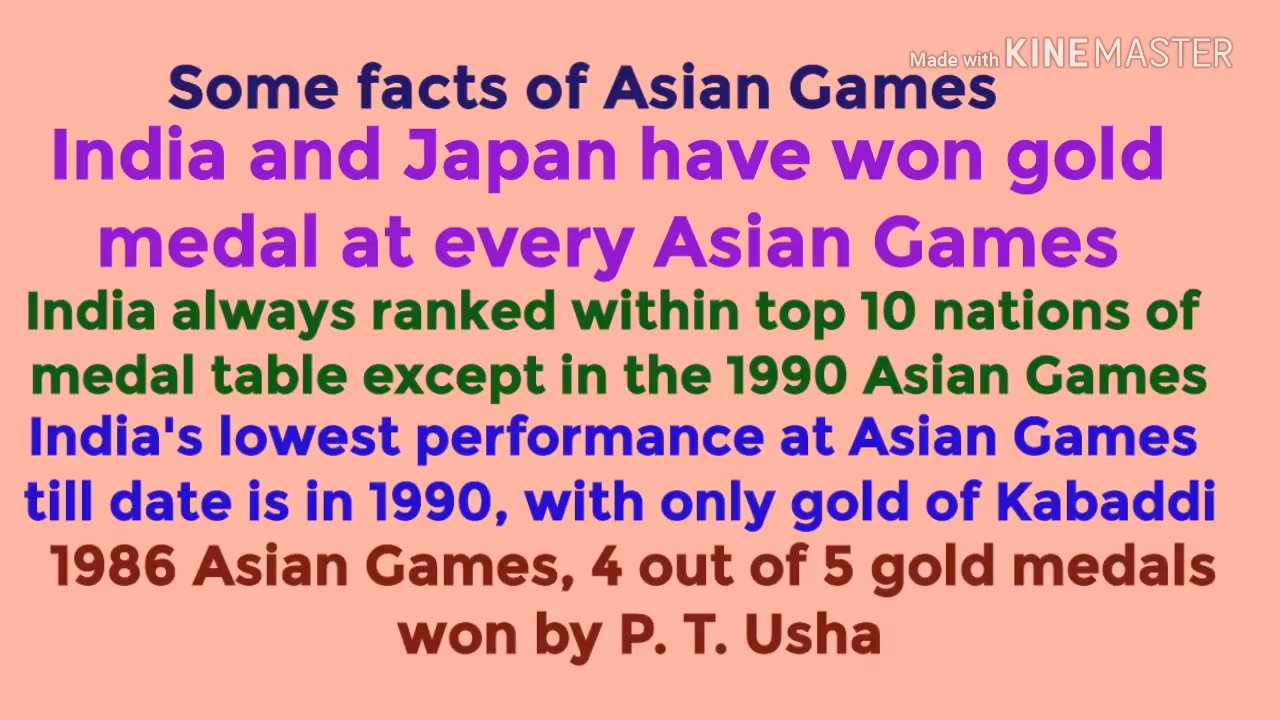 Made with KINEMASTER
Some facts of Asian Games
India and Japan have won gold
medal at every Asian Games
India always ranked within top 10 nations of
medal table except in the 1990 Asian Games
India's lowest performance at Asian Games
till date is in 1990, with only gold of Kabaddi
1986 Asian Games, 4 out of 5 gold medals
won by P. T. Usha